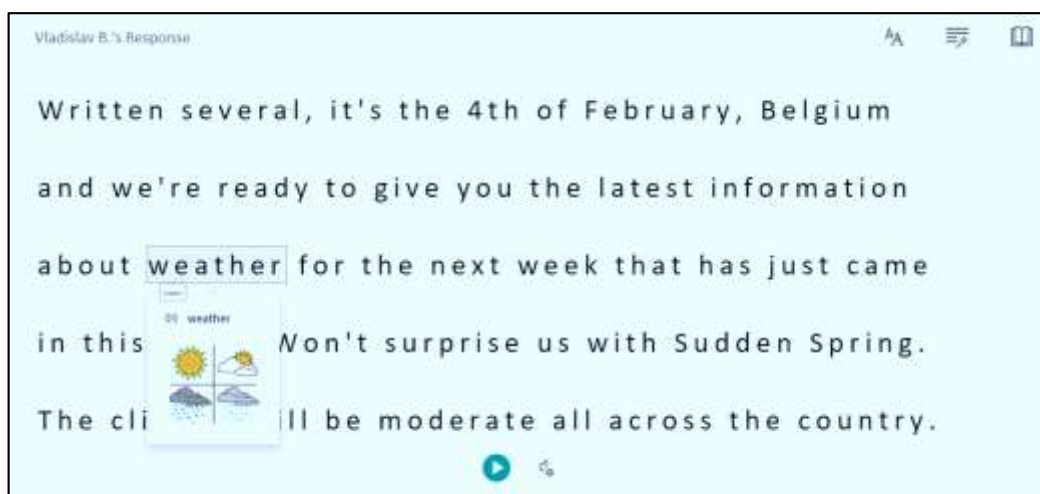 Vladislav B.'s Response
Written several, it's the 4th of February, Belgium
and we're ready to give you the latest information
about weather for the next week that has just came
weather
in this Won't surprise us with Sudden Spring.
The cli ill be moderate all across the country.